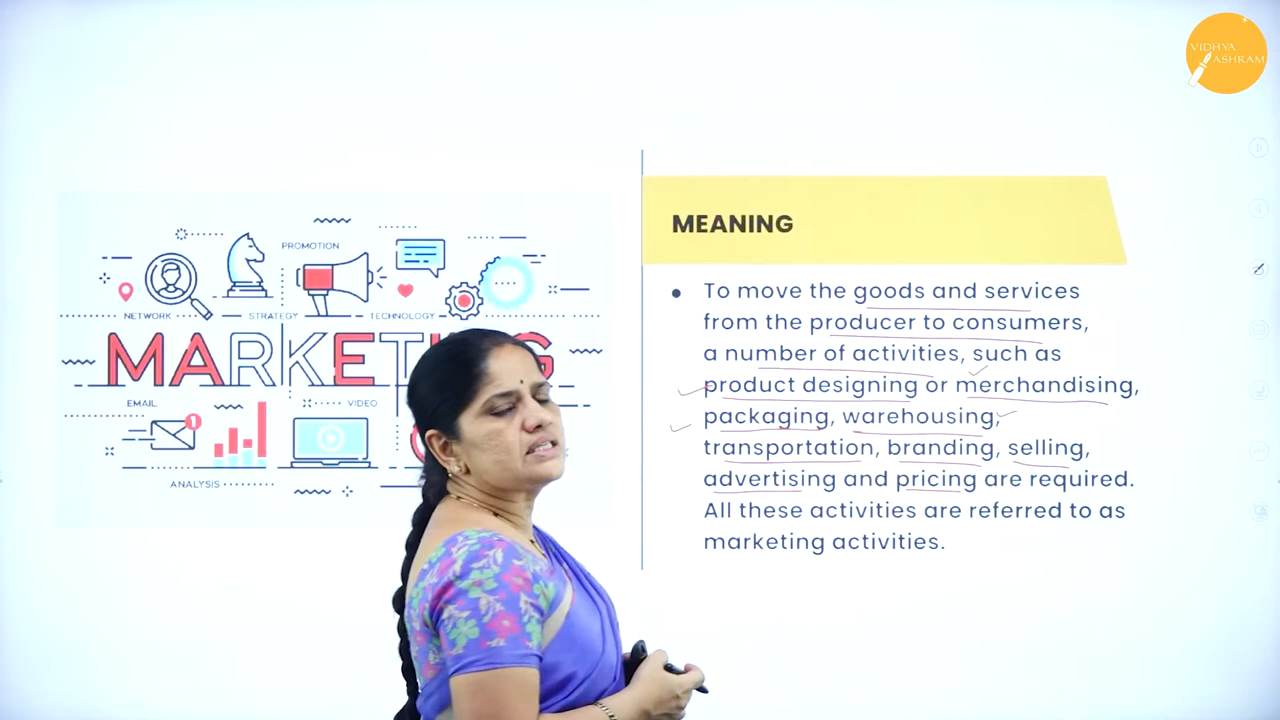 VIDHYA
ASHRAM
PROMOTION
NETWORK
STRATEGY
TECHNOLOGY
EMAIL
VIDEO
1
ANALYSIS
MEANING
• To move the goods and services
from the producer to consumers,
a number of activities, such as
product designing or merchandising,
packaging, warehousing,
transportation, branding, selling,
advertising and pricing are required.
All these activities are referred to as
marketing activities.